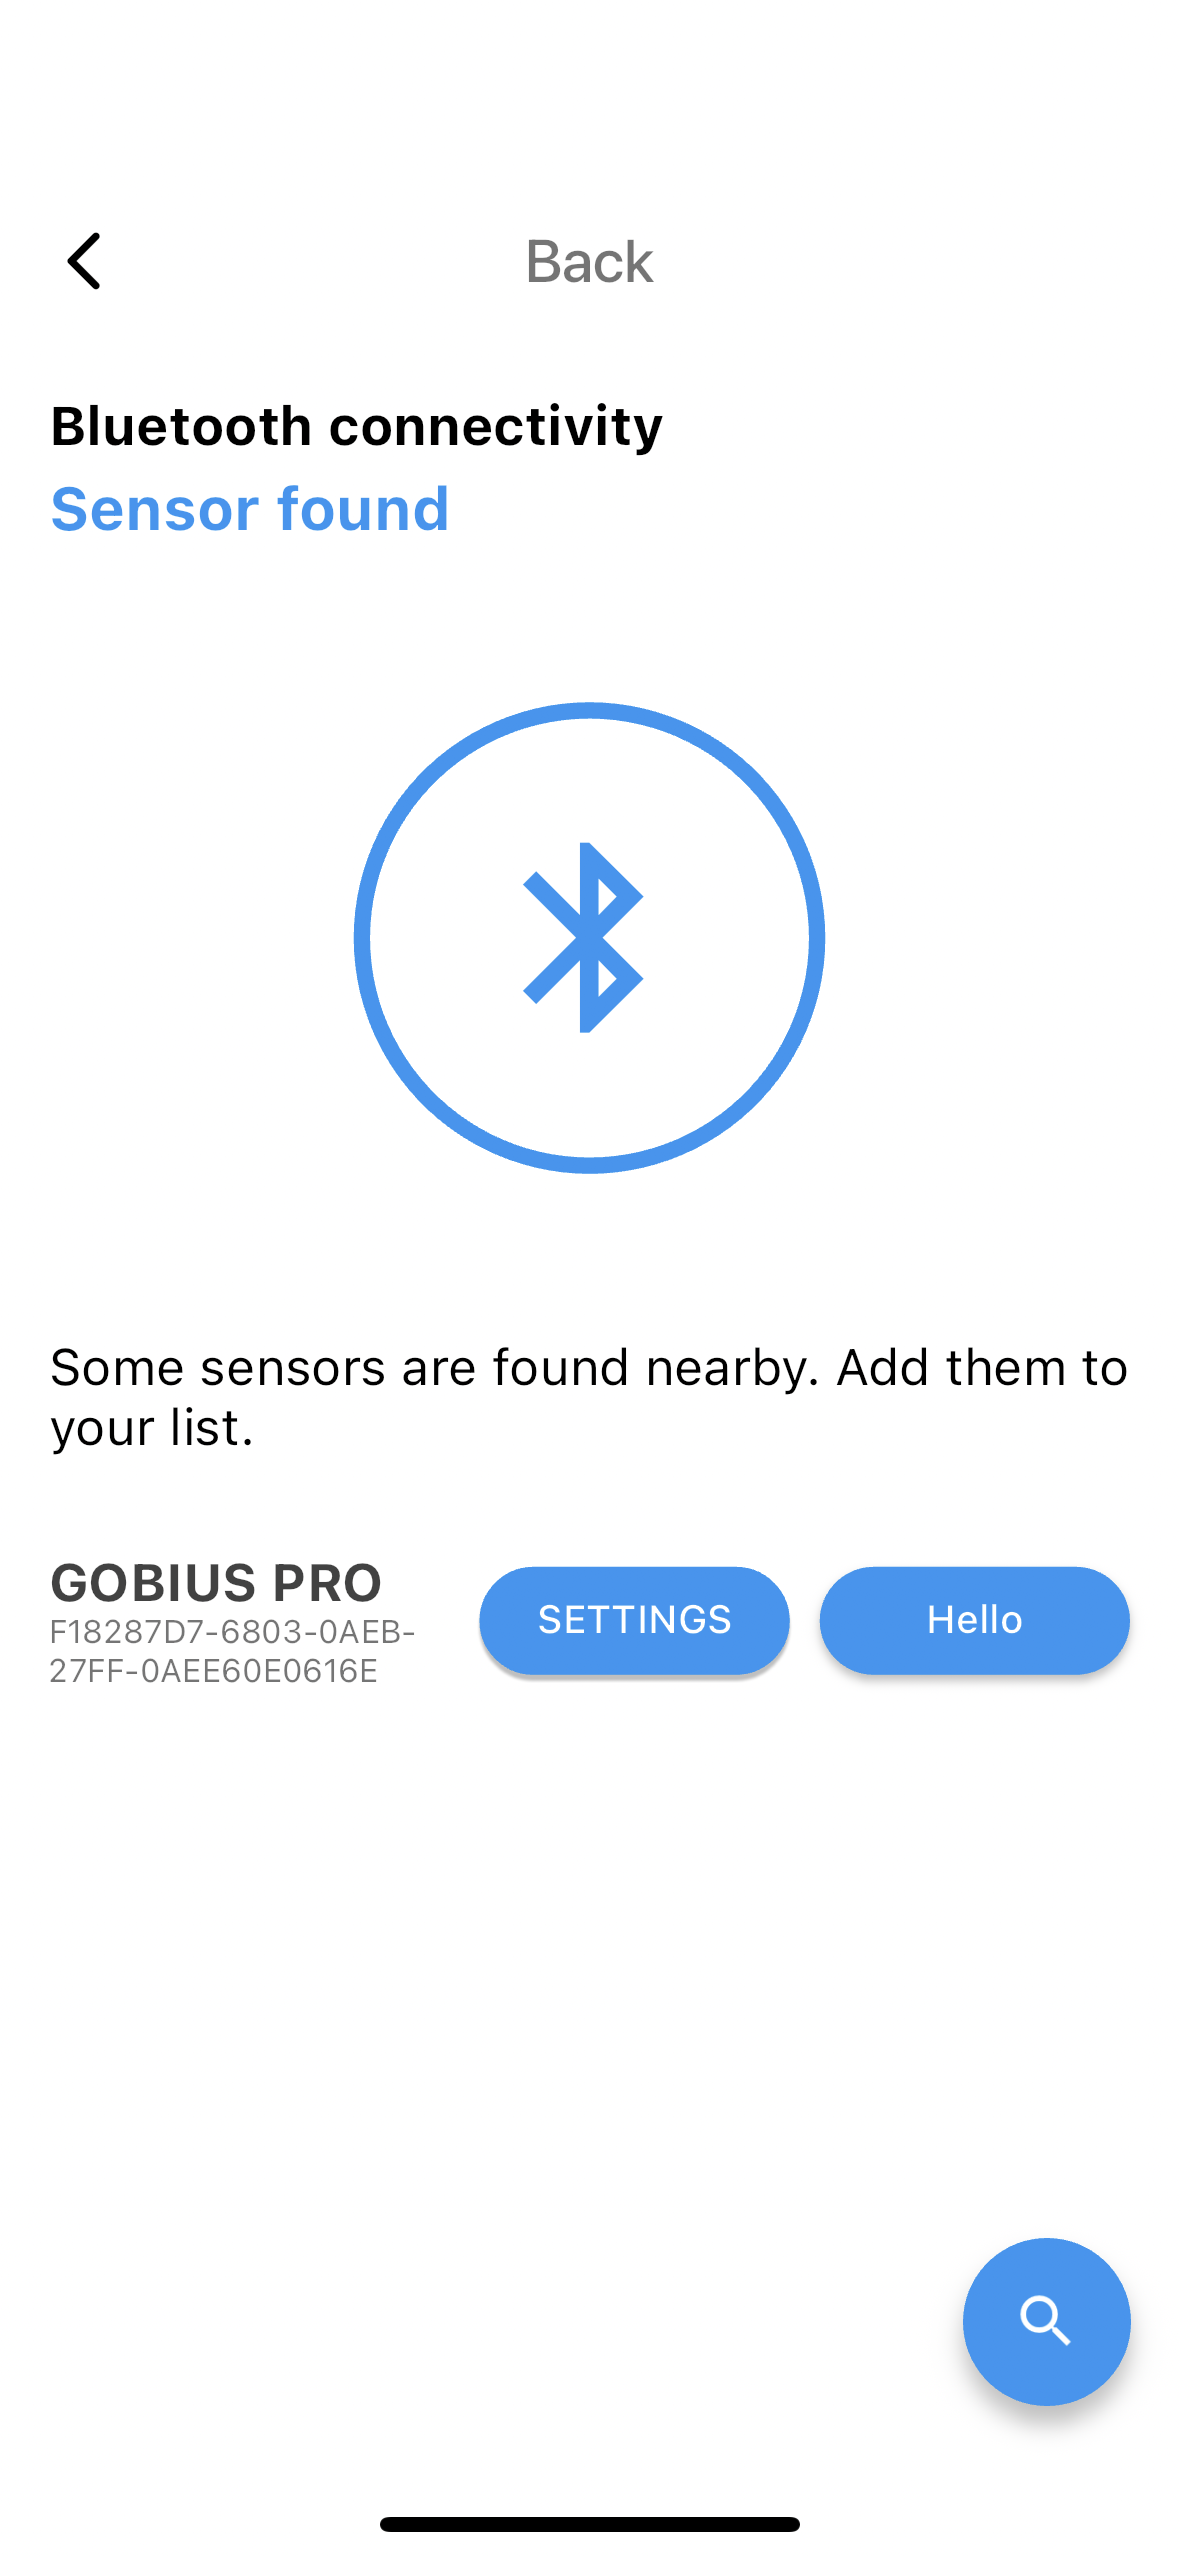 Back
Bluetooth connectivity
Sensor found
Some sensors are found nearby. Add them to
your list.
GOBIUS PRO
F18287D7-6803-0AEB-
27FF-0AEE60E0616E
SETTINGS
Hello